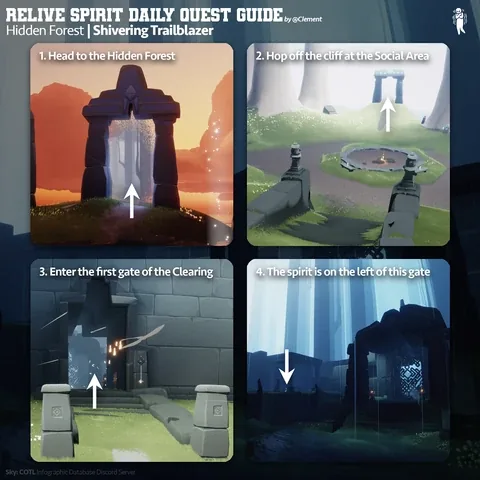 RELIVE SPIRIT DAILY QUEST GUIDE by @Clement
Hidden Forest | Shivering Trailblazer
1. Head to the Hidden Forest
2. Hop off the cliff at the Social Area
3. Enter the first gate of the Clearing
4. The spirit is on the left of this gate
Sky: COTL Infographic Database Discord Server